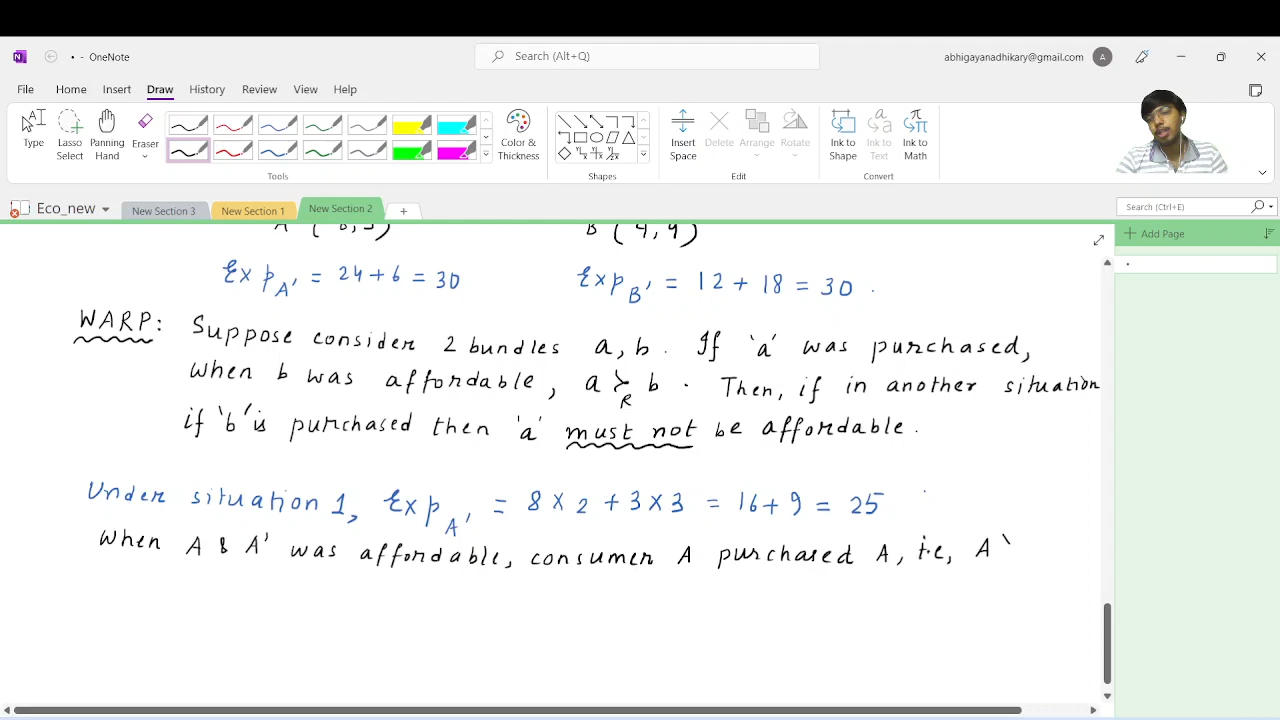 OneNote
Search (Alt+Q)
abhigayanadhikary@gmail.com
A
File Home Insert Draw History Review View Help
Type
Lasso Select
Panning Hand
Eraser
Color & Thickness
Insert Space
Delete
Arrange
Rotate
Ink to Shape
Ink to Text
Ink to Math
Tools
Shapes
Edit
Convert
Eco_new
New Section 3
New Section 1
New Section 2
Search (Ctrl+E)
Add Page
B (4, 9)
Exp A' = 24 + 6 = 30
Exp B' = 12 + 18 = 30 .
WARP: Suppose consider 2 bundles a, b. If 'a' was purchased,
when b was affordable, a ≻R b . Then, if in another situation
if 'b' is purchased then 'a' must not be affordable.
Under situation 1, Exp A' = 8 × 2 + 3 × 3 = 16 + 9 = 25
When A & A' was affordable, consumer A purchased A, i.e, A